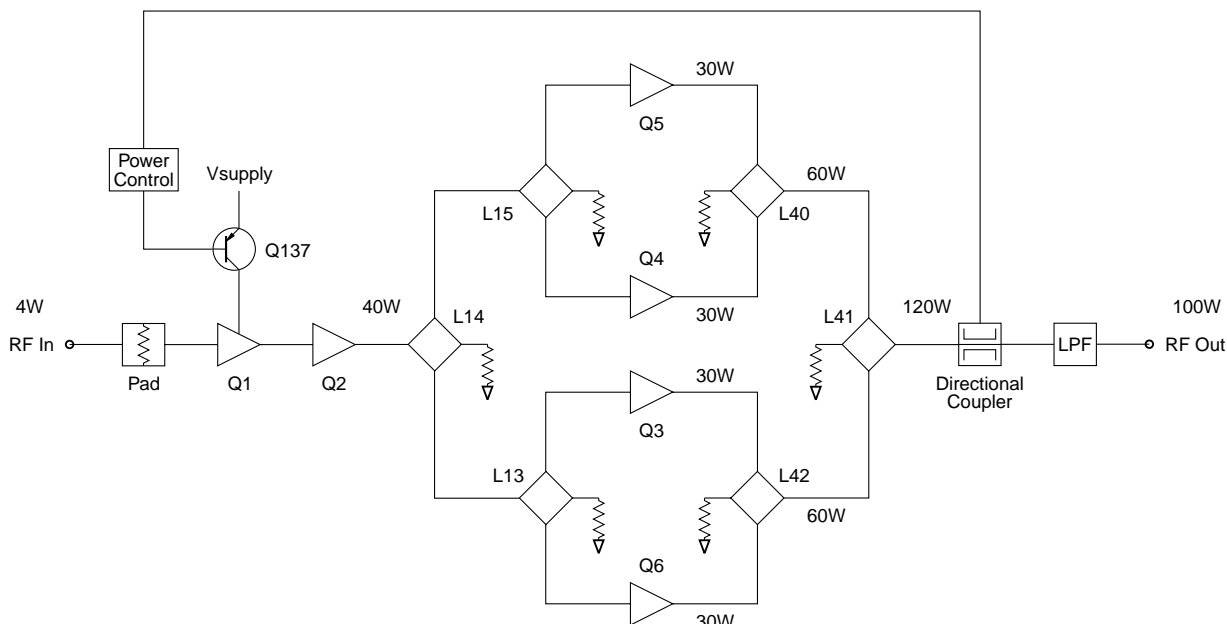 30W
Q5
Power
Control
Vsupply
60W
L15
L40
Q137
Q4
4W
40W
L14
30W
L41
120W
100W
RF In
LPF
RF Out
Pad
Q1
Q2
30W
Directional
Coupler
Q3
L13
L42
60W
Q6
30W